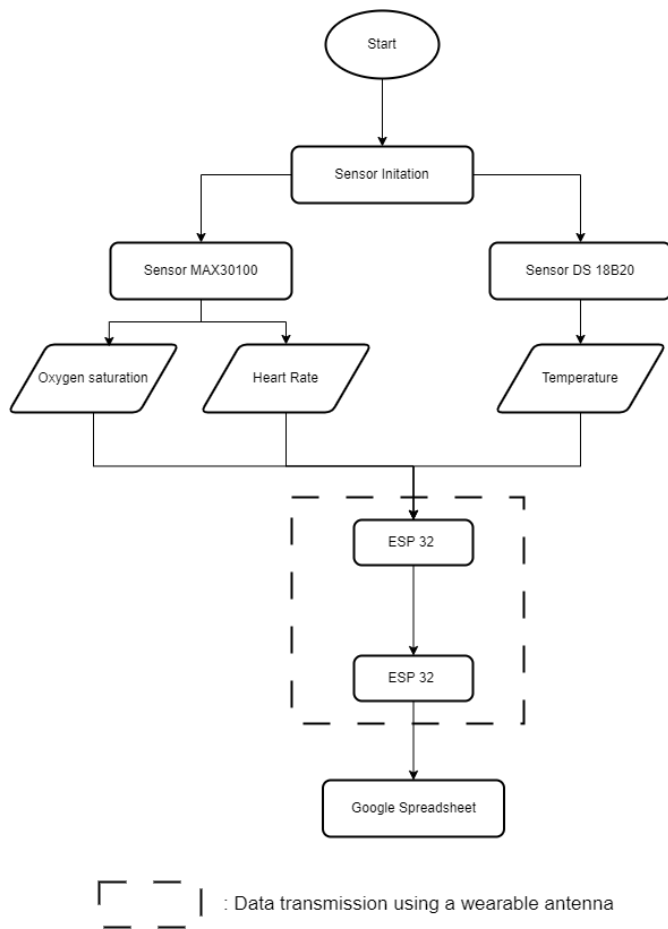 Start
Sensor Initation
Sensor MAX30100
Sensor DS 18B20
Oxygen saturation
Heart Rate
Temperature
ESP 32
ESP 32
Google Spreadsheet
: Data transmission using a wearable antenna